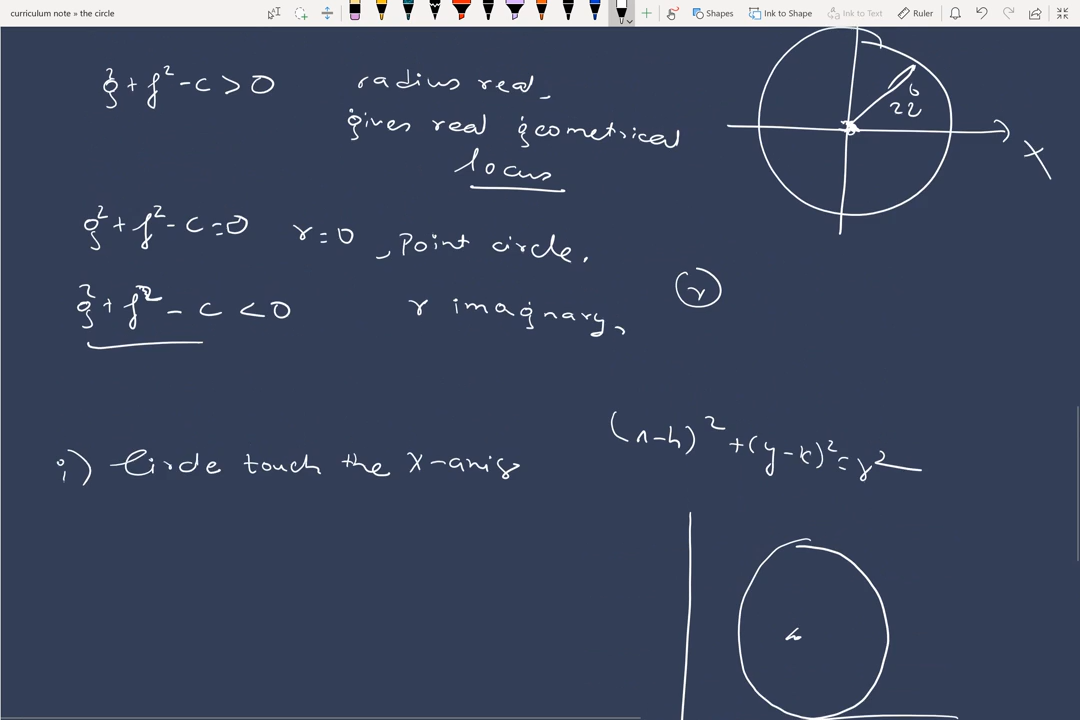 curriculum note » the circle
Shapes Ink to Shape Ink to Text Ruler
g² + f² - c > 0 radius real
gives real geometrical
locus
X
g² + f² - c = 0 r = 0 , Point circle.
g² + f² - c < 0 r imagnary,
r
(x-h)² + (y-k)² = r²
i) Circle touch the X-axis